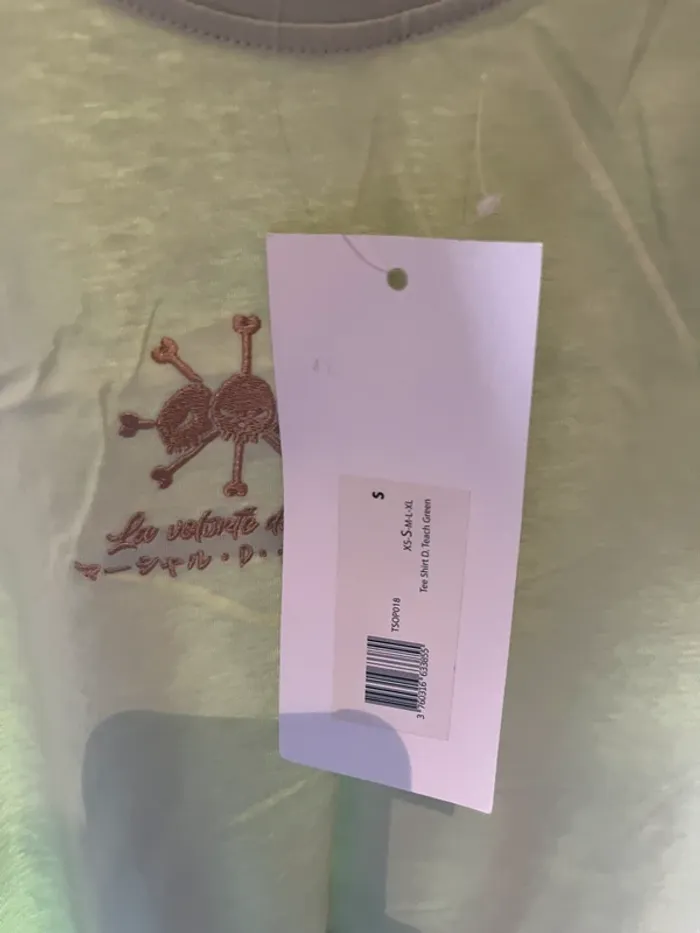 La volonté d
マーシャル・D・
S
XS-S-M-L-XL
Tee Shirt D. Teach Green
TSOP018
3 760316 633855